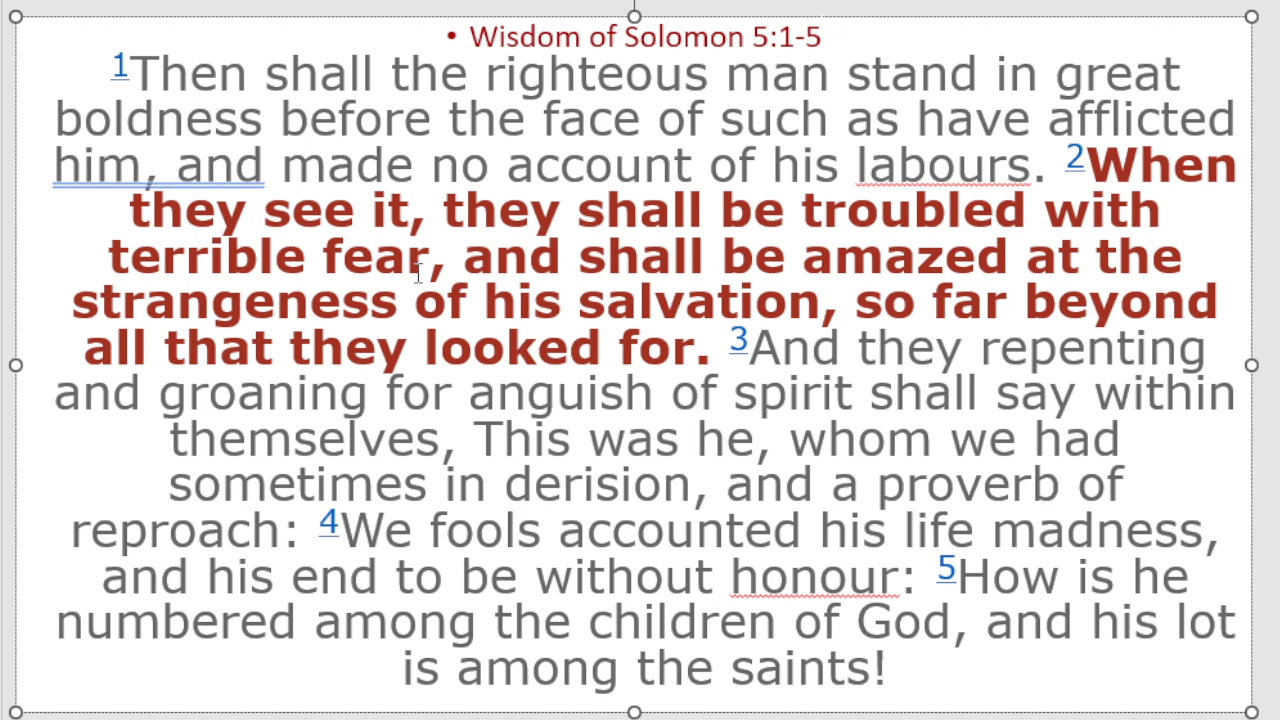 • Wisdom of Solomon 5:1-5
1Then shall the righteous man stand in great
boldness before the face of such as have afflicted
him, and made no account of his labours. 2When
they see it, they shall be troubled with
terrible fear, and shall be amazed at the
strangeness of his salvation, so far beyond
all that they looked for. 3And they repenting
and groaning for anguish of spirit shall say within
themselves, This was he, whom we had
sometimes in derision, and a proverb of
reproach: 4We fools accounted his life madness,
and his end to be without honour: 5How is he
numbered among the children of God, and his lot
is among the saints!